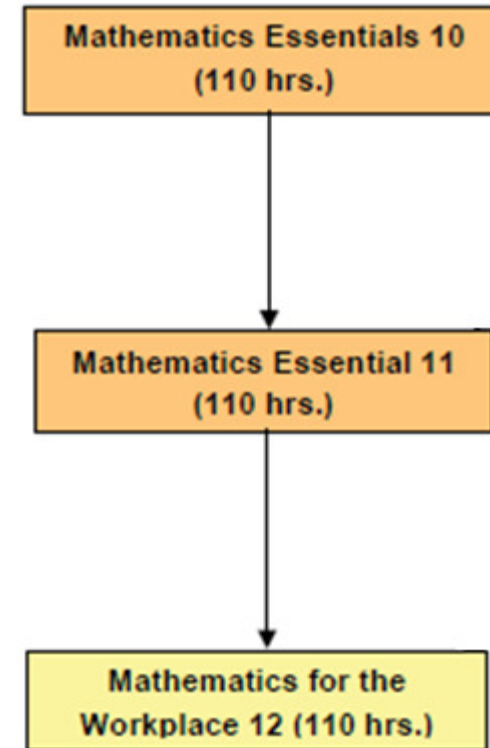 Mathematics Essentials 10
(110 hrs.)
Mathematics Essential 11
(110 hrs.)
Mathematics for the
Workplace 12 (110 hrs.)